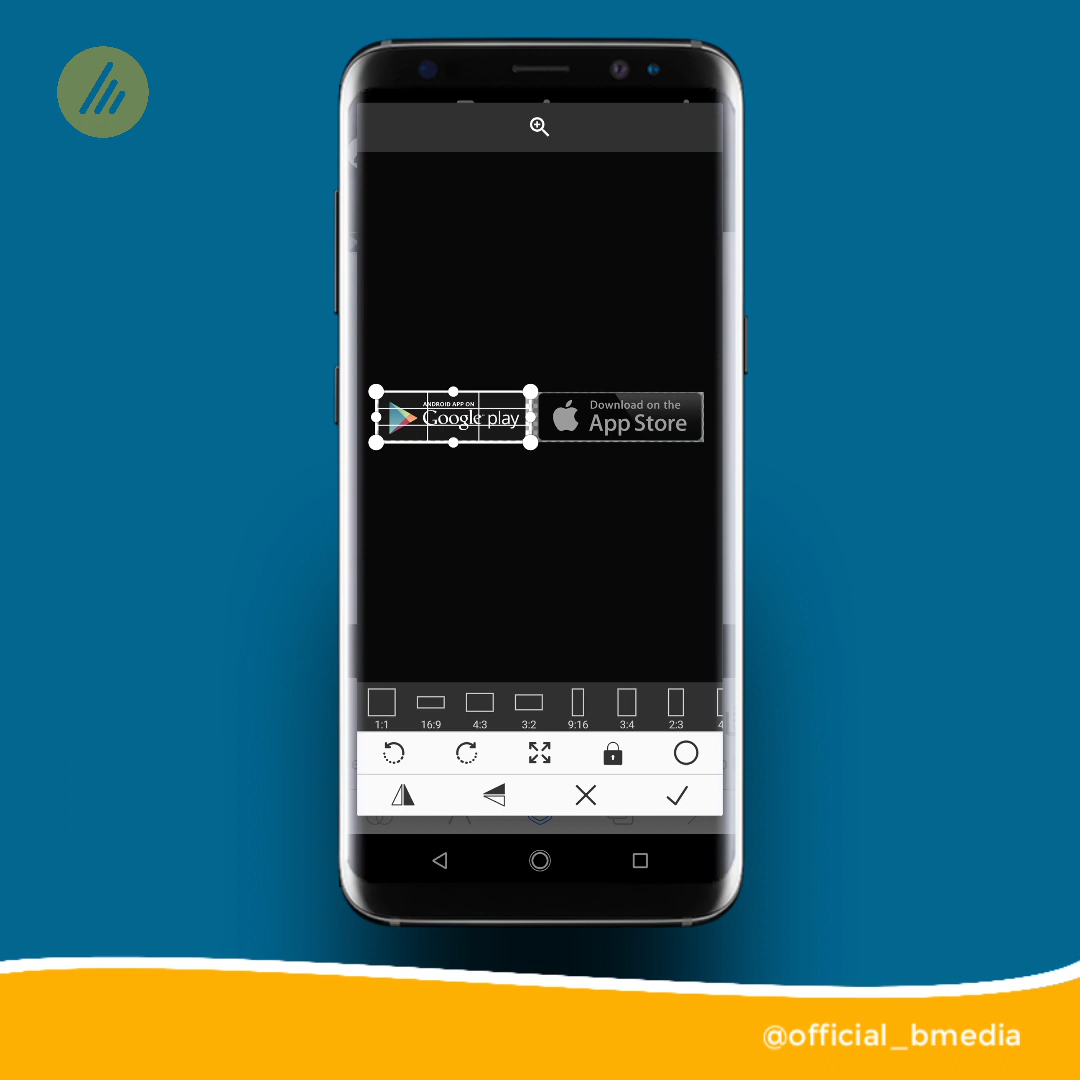 ANDROID APP ON
Google play
Download on the
App Store
1:1 16:9 4:3 3:2 9:16 3:4 2:3
@official_bmedia